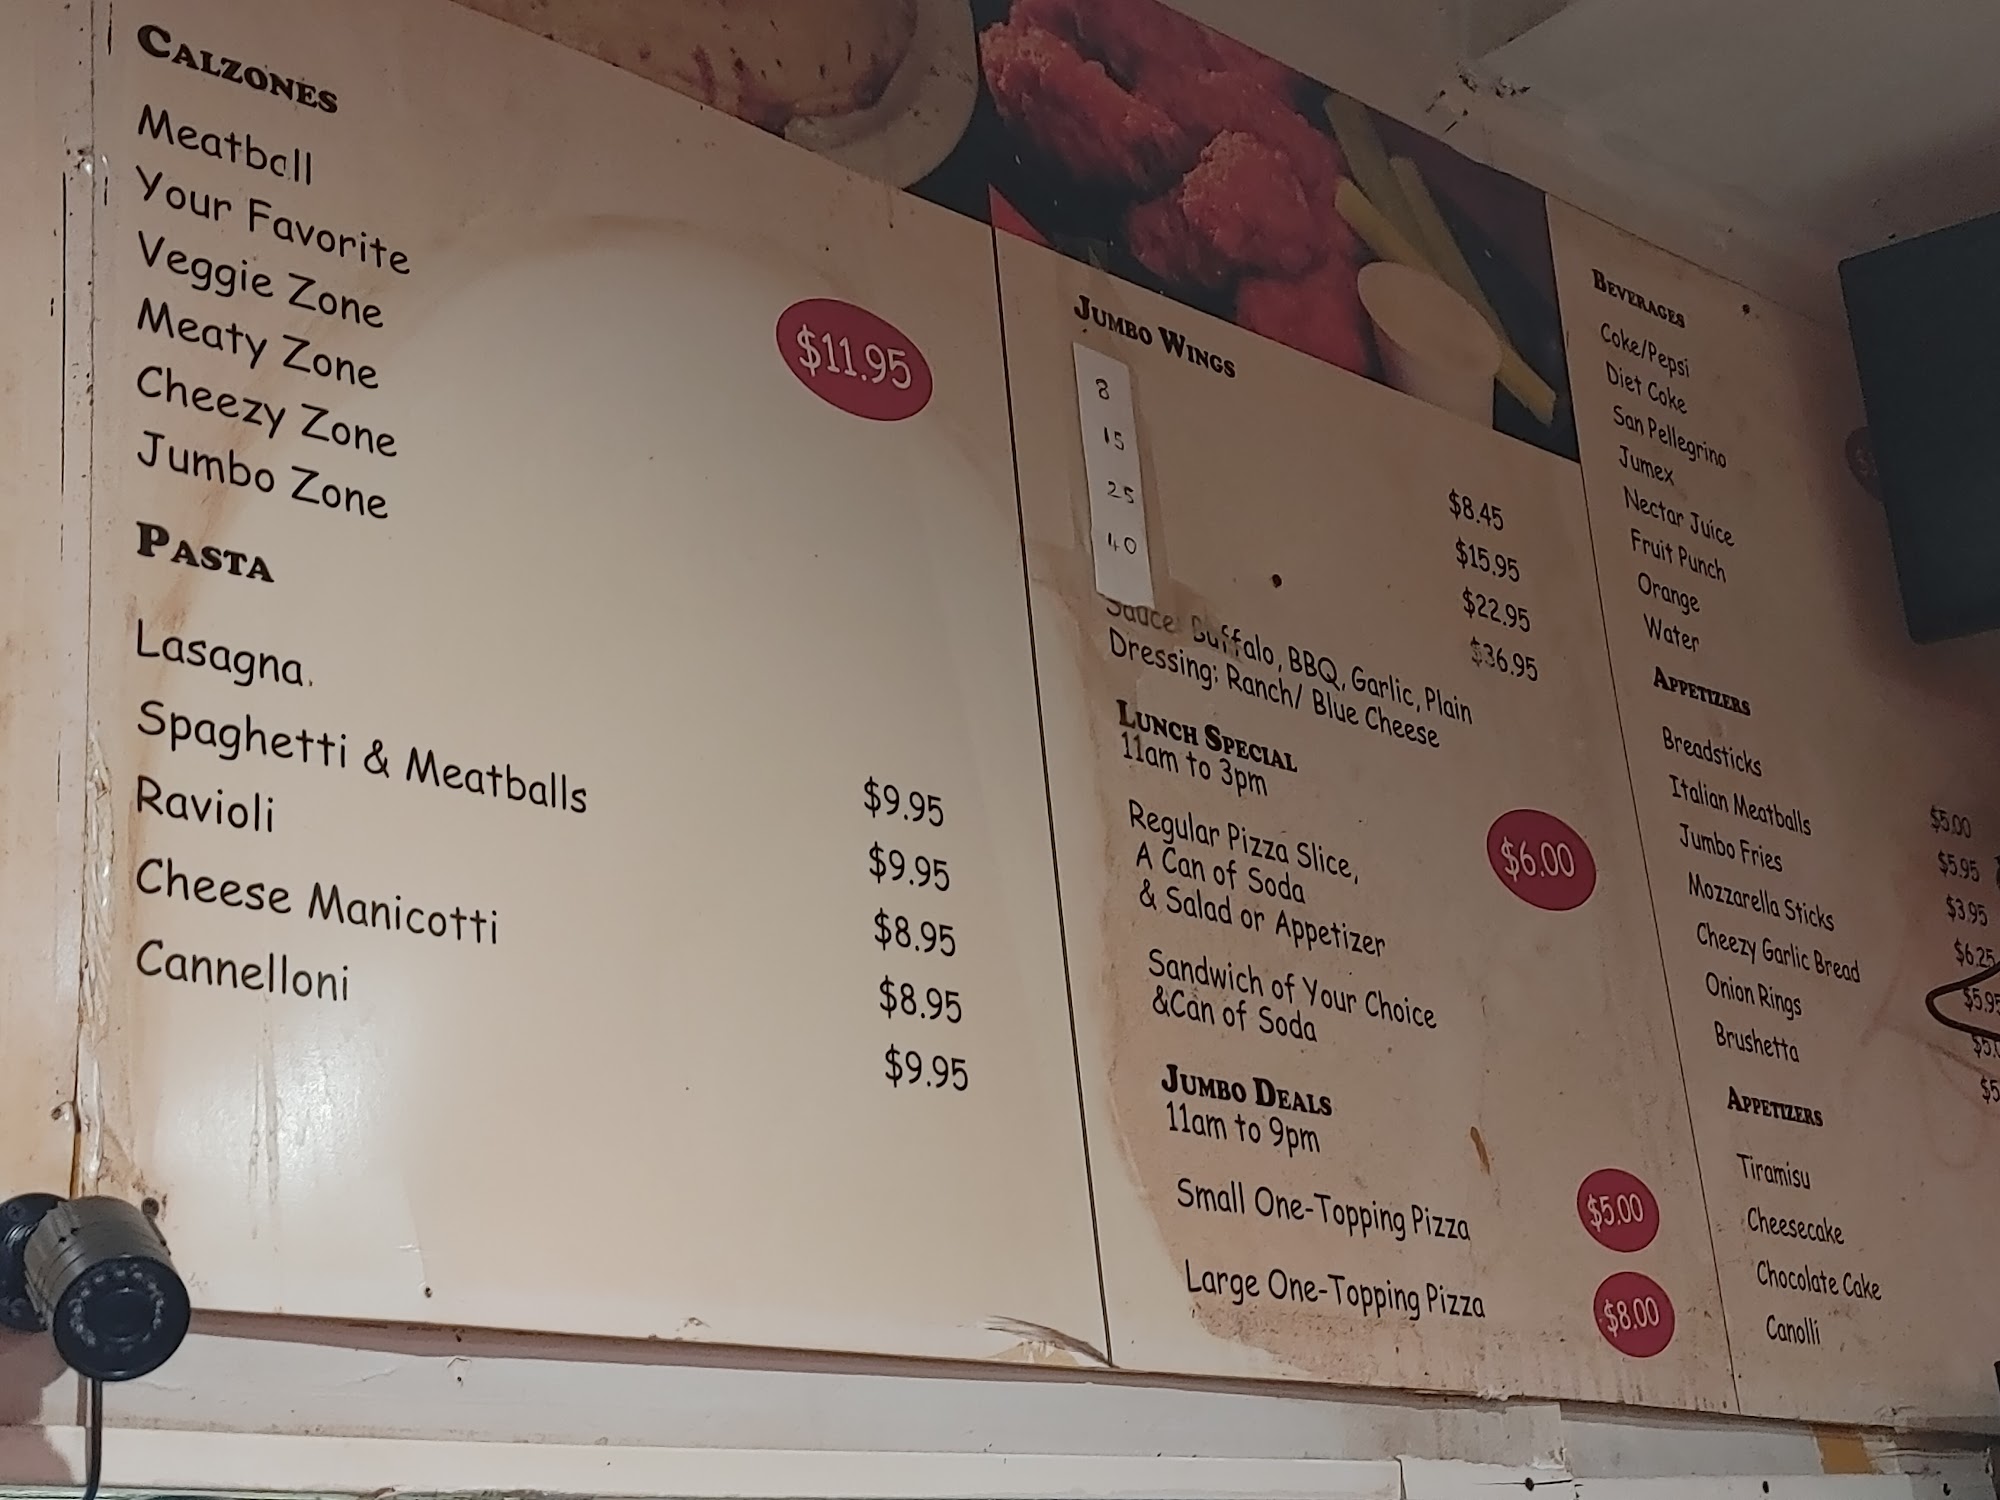 CALZONES
Meatball
Your Favorite
Veggie Zone
Meaty Zone
Cheezy Zone
Jumbo Zone
$11.95
PASTA
Lasagna.
Spaghetti & Meatballs
Ravioli
Cheese Manicotti
Cannelloni
$9.95
$9.95
$8.95
$8.95
$9.95
JUMBO WINGS
8
15
25
40
$8.45
$15.95
$22.95
$36.95
Sauce: Buffalo, BBQ, Garlic, Plain
Dressing: Ranch/ Blue Cheese
LUNCH SPECIAL
11am to 3pm
Regular Pizza Slice,
A Can of Soda
& Salad or Appetizer
$6.00
Sandwich of Your Choice
&Can of Soda
JUMBO DEALS
11am to 9pm
Small One-Topping Pizza $5.00
Large One-Topping Pizza $8.00
BEVERAGES
Coke/Pepsi
Diet Coke
San Pellegrino
Jumex
Nectar Juice
Fruit Punch
Orange
Water
APPETIZERS
Breadsticks
Italian Meatballs
Jumbo Fries
Mozzarella Sticks
Cheezy Garlic Bread
Onion Rings
Brushetta
$5.00
$5.95
$3.95
$6.25
$5.95
APPETIZERS
Tiramisu
Cheesecake
Chocolate Cake
Canolli